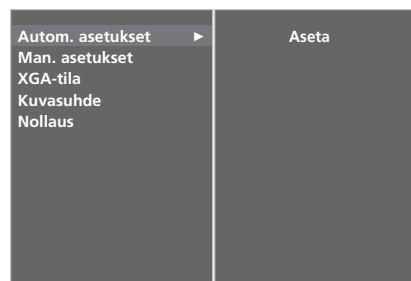 Autom. asetukset ► Aseta
Man. asetukset
XGA-tila
Kuvasuhde
Nollaus